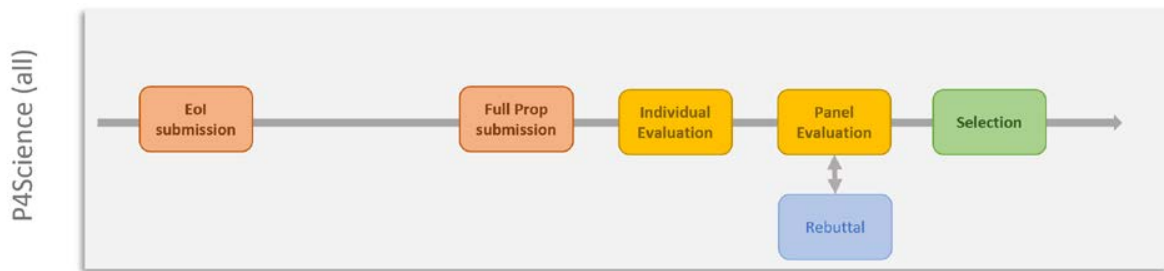 P4Science (all)
EoI
submission
Full Prop
submission
Individual
Evaluation
Panel
Evaluation
Selection
Rebuttal